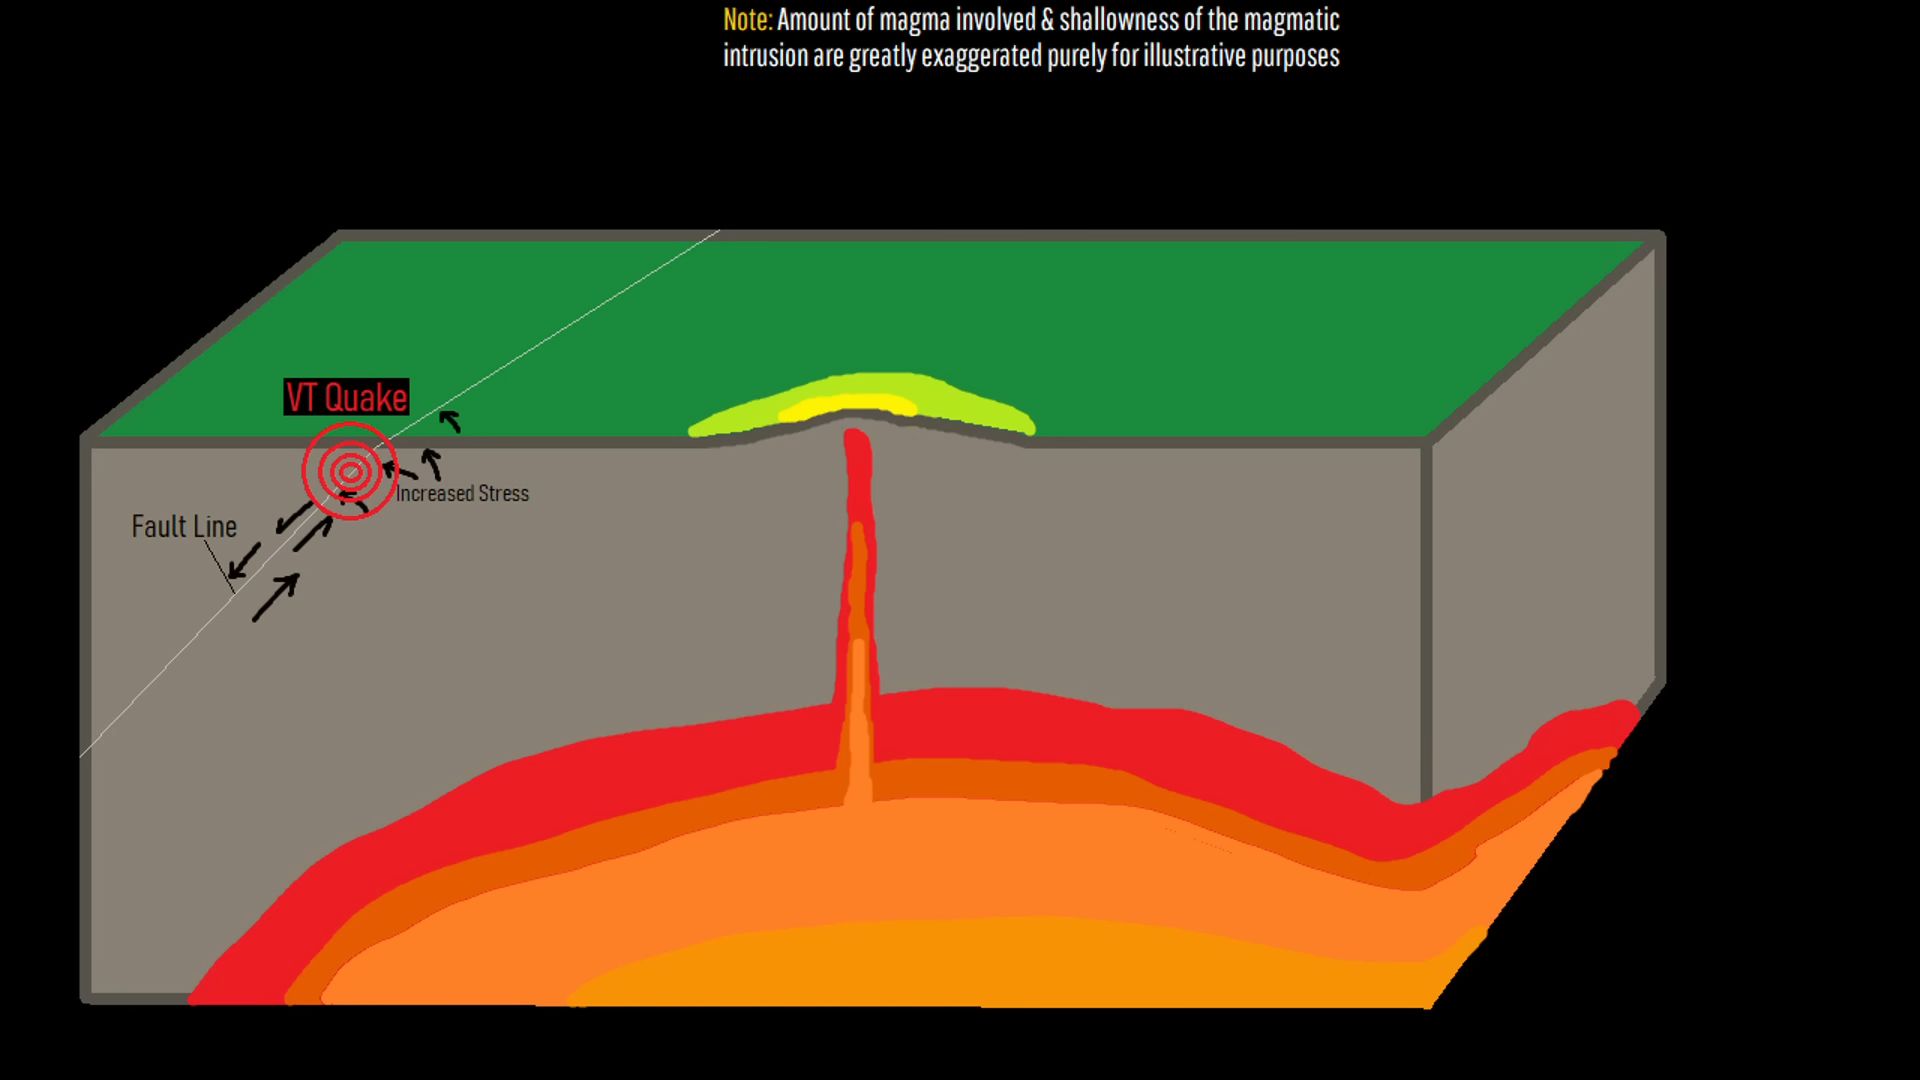 Note: Amount of magma involved & shallowness of the magmatic
intrusion are greatly exaggerated purely for illustrative purposes
VT Quake
Increased Stress
Fault Line